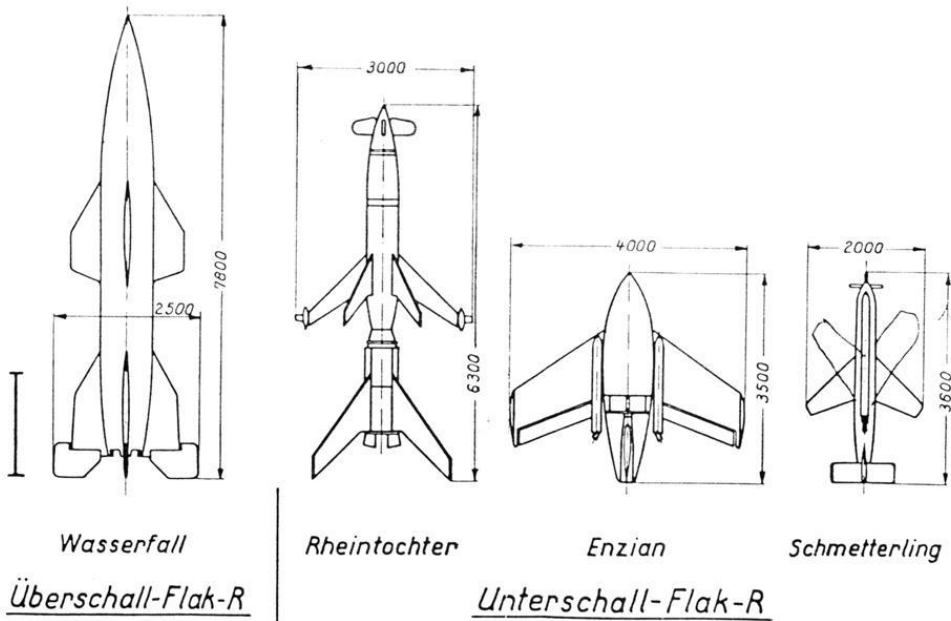 7800
2500
Wasserfall
Überschall-Flak-R
3000
6300
Rheintochter
4000
3500
Enzian
2000
3600
Schmetterling
Unterschall-Flak-R